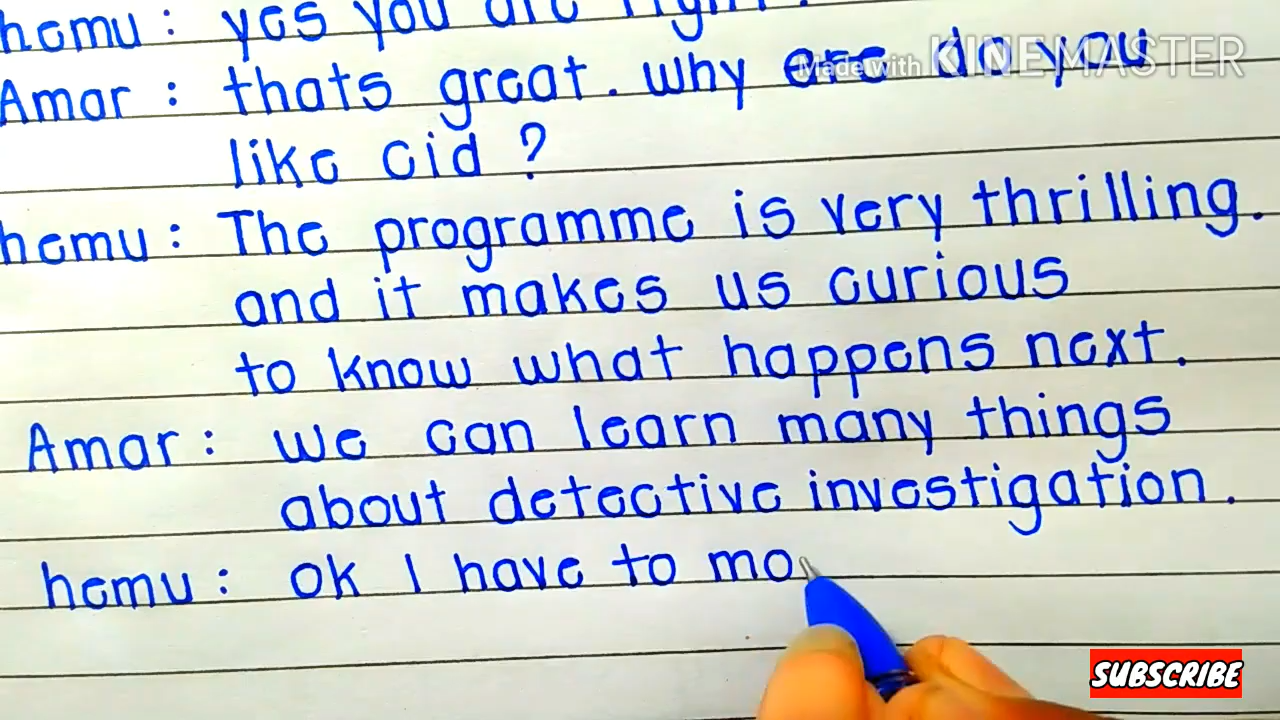 hemu : yes you are right.
Amar : thats great. why do you
like cid ?
hemu : The programme is very thrilling.
and it makes us curious
to know what happens next.
Amar : we can learn many things
about detective investigation.
hemu : ok I have to mo
Made with KINEMASTER
SUBSCRIBE